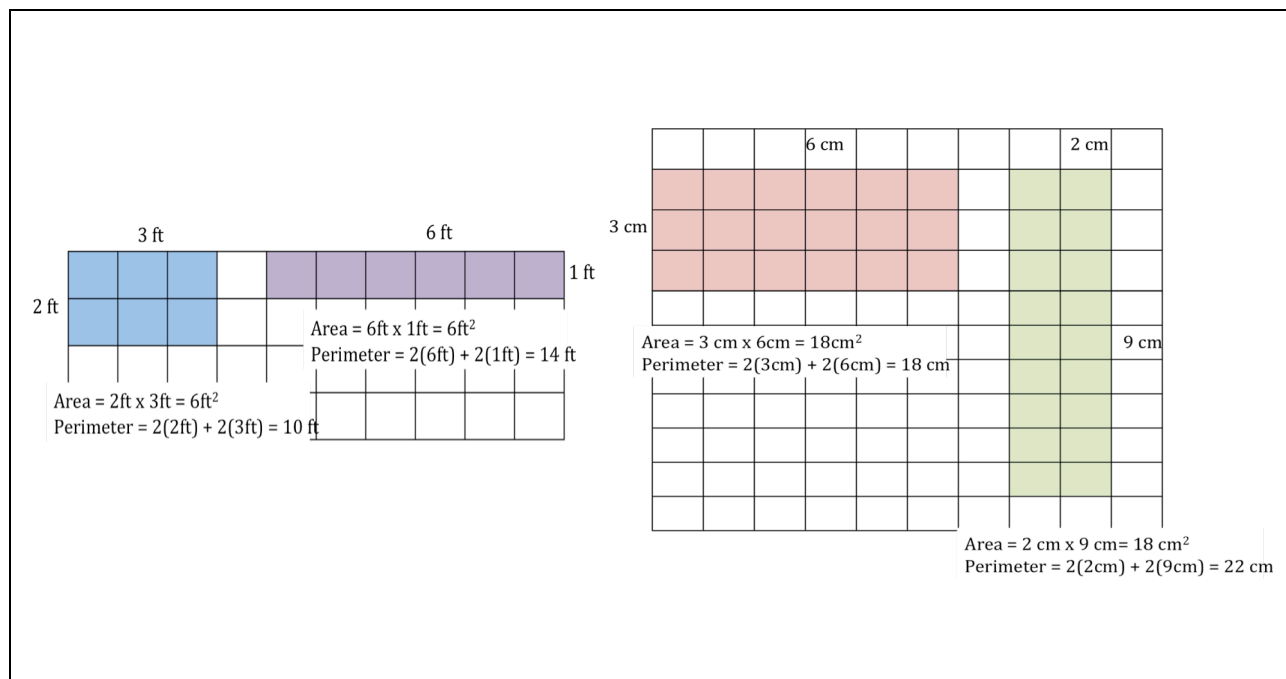 3 ft
6 ft
1 ft
2 ft
Area = 6ft x 1ft = 6ft²
Perimeter = 2(6ft) + 2(1ft) = 14 ft
Area = 2ft x 3ft = 6ft²
Perimeter = 2(2ft) + 2(3ft) = 10 ft
6 cm
2 cm
3 cm
9 cm
Area = 3 cm x 6cm = 18cm²
Perimeter = 2(3cm) + 2(6cm) = 18 cm
Area = 2 cm x 9 cm= 18 cm²
Perimeter = 2(2cm) + 2(9cm) = 22 cm